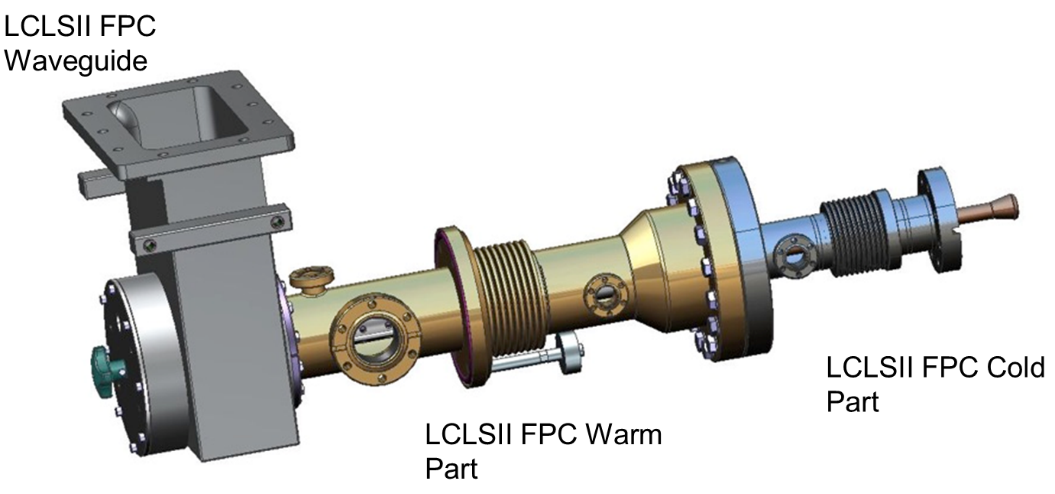 LCLSII FPC
Waveguide
LCLSII FPC Warm
Part
LCLSII FPC Cold
Part